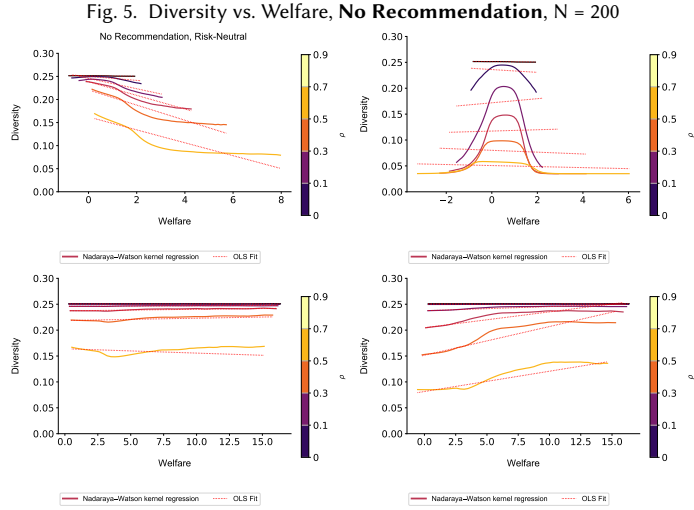 Fig. 5. Diversity vs. Welfare, No Recommendation, N = 200
No Recommendation, Risk-Neutral
0.30
0.25
0.20
0.15
0.10
0.05
0.00
Diversity
0 2 4 6 8
Welfare
0.9
0.7
0.5
0.3
0.1
0
ρ
Nadaraya–Watson kernel regression
OLS Fit
0.30
0.25
0.20
0.15
0.10
0.05
0.00
Diversity
−2 0 2 4 6
Welfare
0.9
0.7
0.5
0.3
0.1
0
ρ
Nadaraya–Watson kernel regression
OLS Fit
0.30
0.25
0.20
0.15
0.10
0.05
0.00
Diversity
0.0 2.5 5.0 7.5 10.0 12.5 15.0
Welfare
0.9
0.7
0.5
0.3
0.1
0
ρ
Nadaraya–Watson kernel regression
OLS Fit
0.30
0.25
0.20
0.15
0.10
0.05
0.00
Diversity
0.0 2.5 5.0 7.5 10.0 12.5 15.0
Welfare
0.9
0.7
0.5
0.3
0.1
0
ρ
Nadaraya–Watson kernel regression
OLS Fit